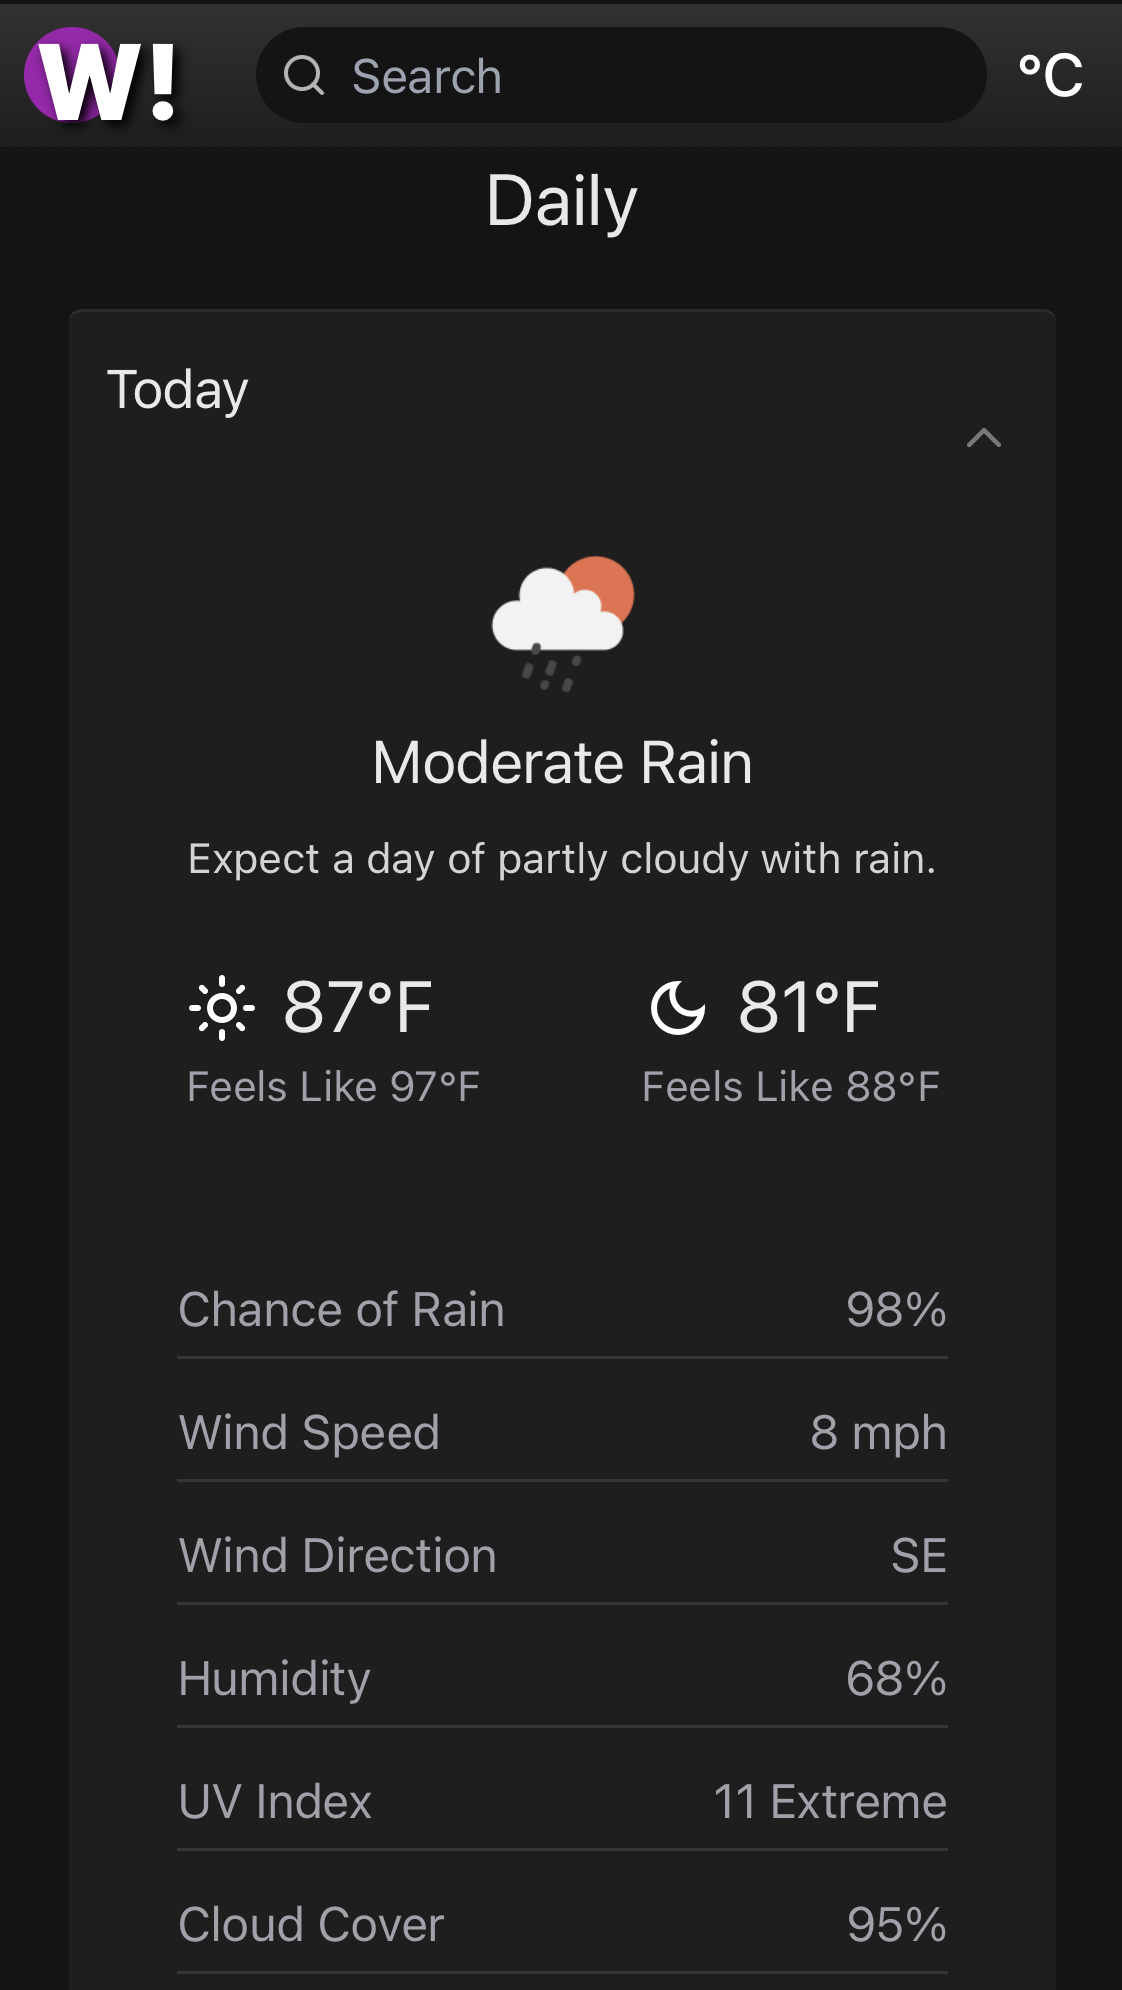 W! Search °C
Daily
Today
Moderate Rain
Expect a day of partly cloudy with rain.
87°F 81°F
Feels Like 97°F Feels Like 88°F
Chance of Rain 98%
Wind Speed 8 mph
Wind Direction SE
Humidity 68%
UV Index 11 Extreme
Cloud Cover 95%